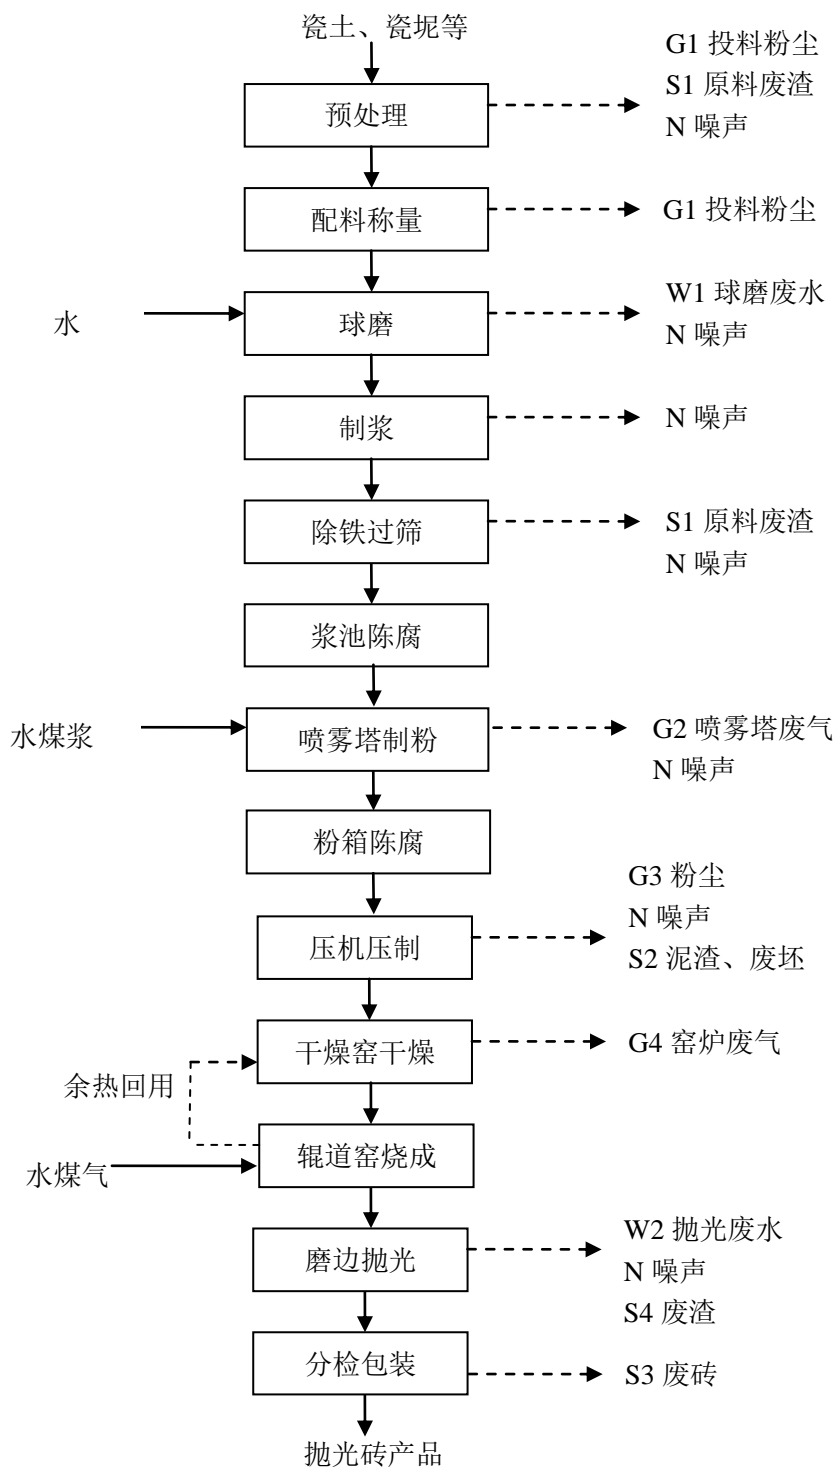 瓷土、瓷坭等
G1 投料粉尘
S1 原料废渣
N 噪声
预处理
配料称量
G1 投料粉尘
水
球磨
W1 球磨废水
N 噪声
制浆
N 噪声
除铁过筛
S1 原料废渣
N 噪声
浆池陈腐
水煤浆
喷雾塔制粉
G2 喷雾塔废气
N 噪声
粉箱陈腐
G3 粉尘
N 噪声
S2 泥渣、废坯
压机压制
干燥窑干燥
G4 窑炉废气
余热回用
辊道窑烧成
水煤气
磨边抛光
W2 抛光废水
N 噪声
S4 废渣
分检包装
S3 废砖
抛光砖产品